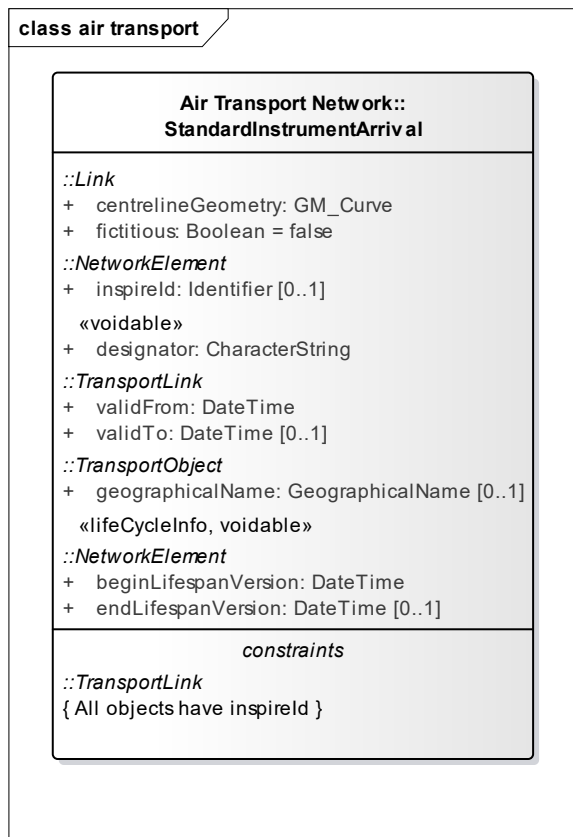 class air transport
Air Transport Network::
StandardInstrumentArrival
::Link
+ centrelineGeometry: GM_Curve
+ fictitious: Boolean = false
::NetworkElement
+ inspireId: Identifier [0..1]
«voidable»
+ designator: CharacterString
::TransportLink
+ validFrom: DateTime
+ validTo: DateTime [0..1]
::TransportObject
+ geographicalName: GeographicalName [0..1]
«lifeCycleInfo, voidable»
::NetworkElement
+ beginLifespanVersion: DateTime
+ endLifespanVersion: DateTime [0..1]
constraints
::TransportLink
{ All objects have inspireId }